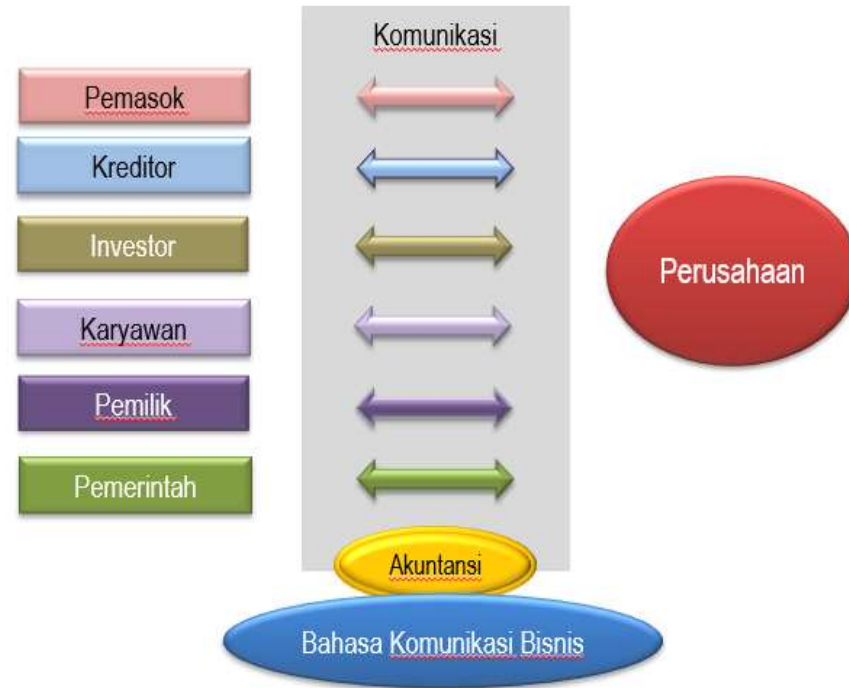 Komunikasi
Pemasok
Kreditor
Investor
Karyawan
Pemilik
Pemerintah
Perusahaan
Akuntansi
Bahasa Komunikasi Bisnis